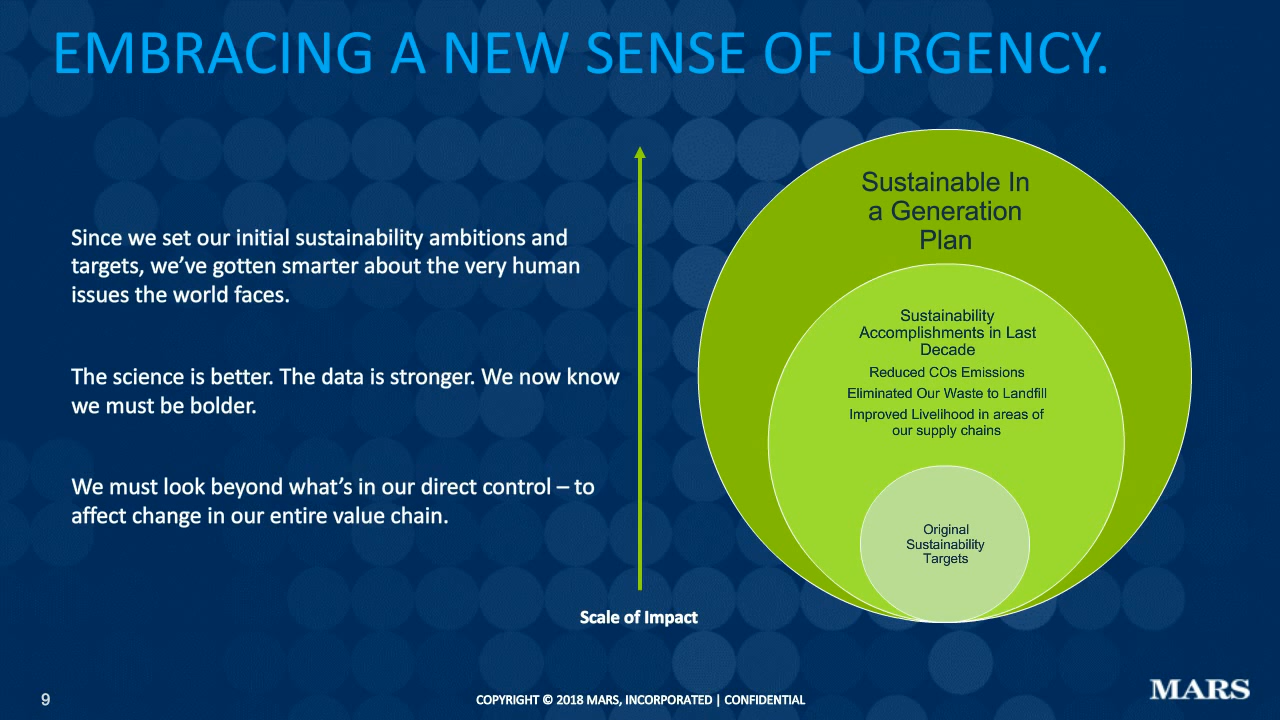 EMBRACING A NEW SENSE OF URGENCY.
Since we set our initial sustainability ambitions and
targets, we’ve gotten smarter about the very human
issues the world faces.
The science is better. The data is stronger. We now know
we must be bolder.
We must look beyond what’s in our direct control – to
affect change in our entire value chain.
Scale of Impact
Sustainable In
a Generation
Plan
Sustainability
Accomplishments in Last
Decade
Reduced COs Emissions
Eliminated Our Waste to Landfill
Improved Livelihood in areas of
our supply chains
Original
Sustainability
Targets
9
COPYRIGHT © 2018 MARS, INCORPORATED | CONFIDENTIAL
MARS